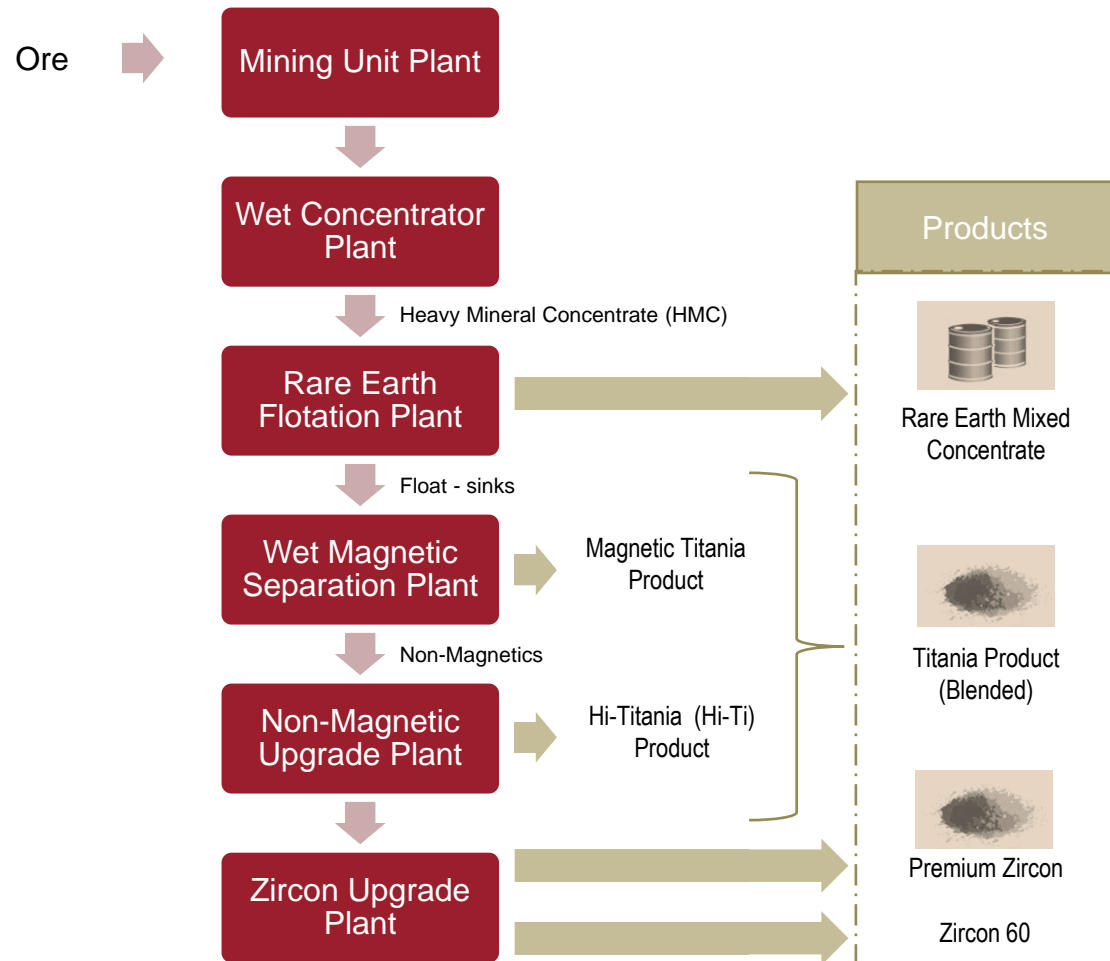 Ore
Mining Unit Plant
Wet Concentrator
Plant
Products
Heavy Mineral Concentrate (HMC)
Rare Earth
Flotation Plant
Rare Earth Mixed
Concentrate
Float - sinks
Wet Magnetic
Separation Plant
Magnetic Titania
Product
Non-Magnetics
Titania Product
(Blended)
Non-Magnetic
Upgrade Plant
Hi-Titania (Hi-Ti)
Product
Zircon Upgrade
Plant
Premium Zircon
Zircon 60